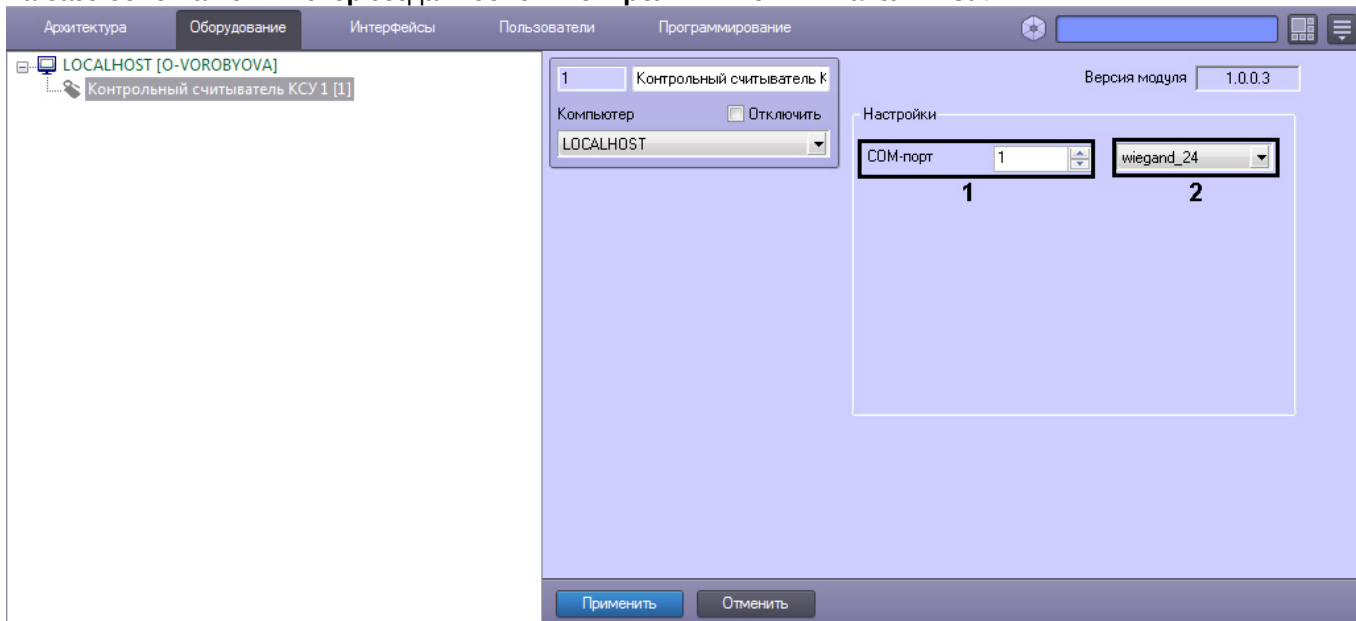 Архитектура Оборудование Интерфейсы Пользователи Программирование
LOCALHOST [O-VOROBYOVA]
Контрольный считыватель КСУ 1 [1]
1 Контрольный считыватель К
Версия модуля 1.0.0.3
Компьютер Отключить
LOCALHOST
Настройки
COM-порт 1 wiegand_24
1 2
Применить Отменить